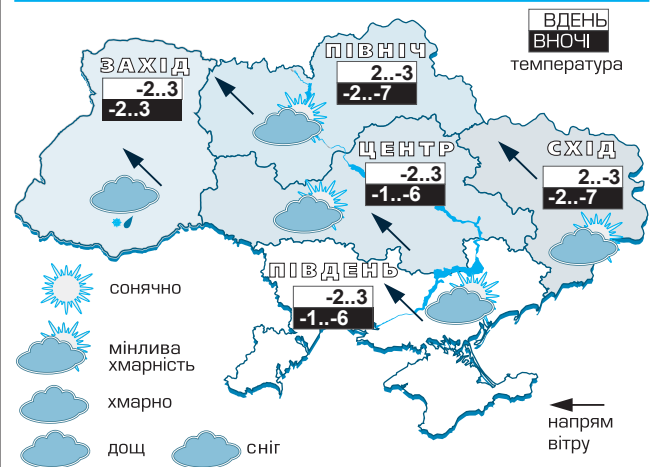 ВДЕНЬ
ВНОЧІ
температура
ПІВНІЧ
2..-3
-2..-7
ЗАХІД
-2..3
-2..3
ЦЕНТР
-2..3
-1..-6
СХІД
2..-3
-2..-7
ПІВДЕНЬ
-2..3
-1..-6
сонячно
мінлива
хмарність
хмарно
дощ
сніг
напрям
вітру